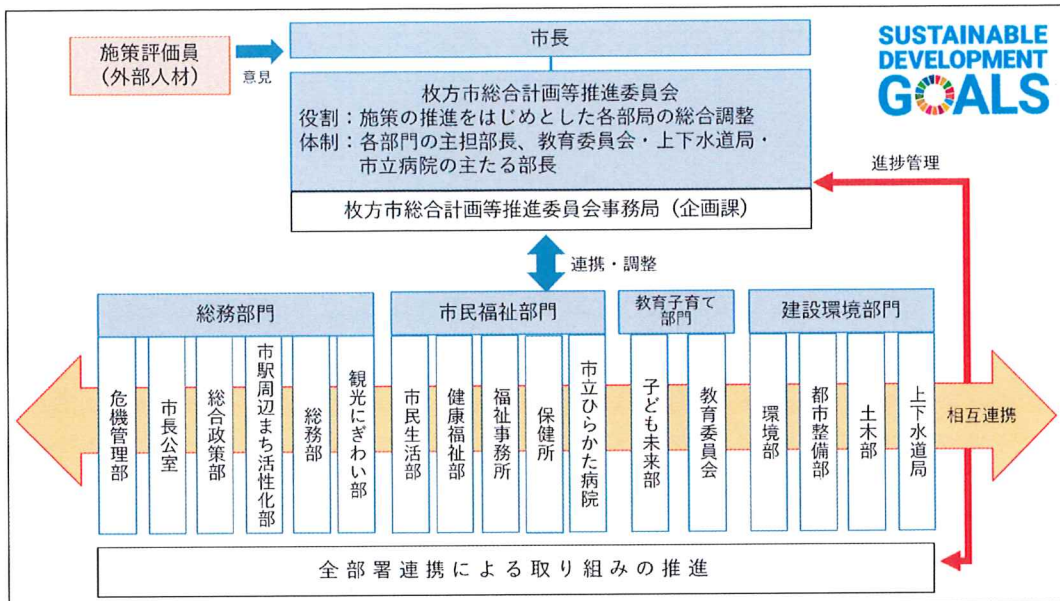 施策評価員
(外部人材)
意見
市長
SUSTAINABLE
DEVELOPMENT
GOALS
枚方市総合計画等推進委員会
役割：施策の推進をはじめとした各部局の総合調整
体制：各部門の主担部長、教育委員会・上下水道局・
市立病院の主たる部長
進捗管理
枚方市総合計画等推進委員会事務局（企画課）
連携・調整
総務部門
市民福祉部門
教育子育て
部門
建設環境部門
危機管理部
市長公室
総合政策部
市駅周辺まち活性化部
総務部
観光にぎわい部
市民生活部
健康福祉部
福祉事務所
保健所
市立ひらかた病院
子ども未来部
教育委員会
環境部
都市整備部
土木部
上下水道局
相互連携
全部署連携による取り組みの推進